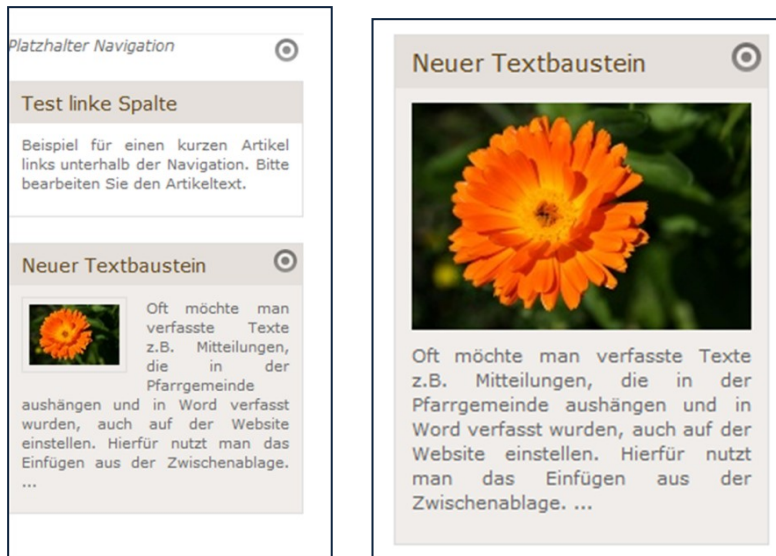 Platzhalter Navigation
Test linke Spalte
Beispiel für einen kurzen Artikel
links unterhalb der Navigation. Bitte
bearbeiten Sie den Artikeltext.
Neuer Textbaustein
Oft möchte man
verfasste Texte
z.B. Mitteilungen,
die in der
Pfarrgemeinde
aushängen und in Word verfasst
wurden, auch auf der Website
einstellen. Hierfür nutzt man das
Einfügen aus der Zwischenablage.
...
Neuer Textbaustein
Oft möchte man verfasste Texte
z.B. Mitteilungen, die in der
Pfarrgemeinde aushängen und in
Word verfasst wurden, auch auf der
Website einstellen. Hierfür nutzt
man das Einfügen aus der
Zwischenablage. ...